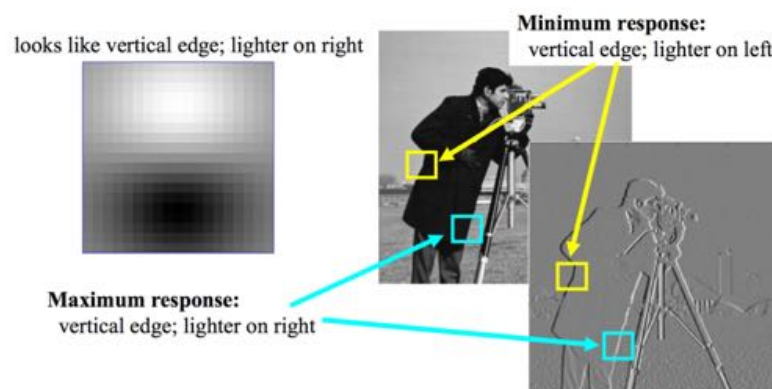 looks like vertical edge; lighter on right
Minimum response:
vertical edge; lighter on left
Maximum response:
vertical edge; lighter on right